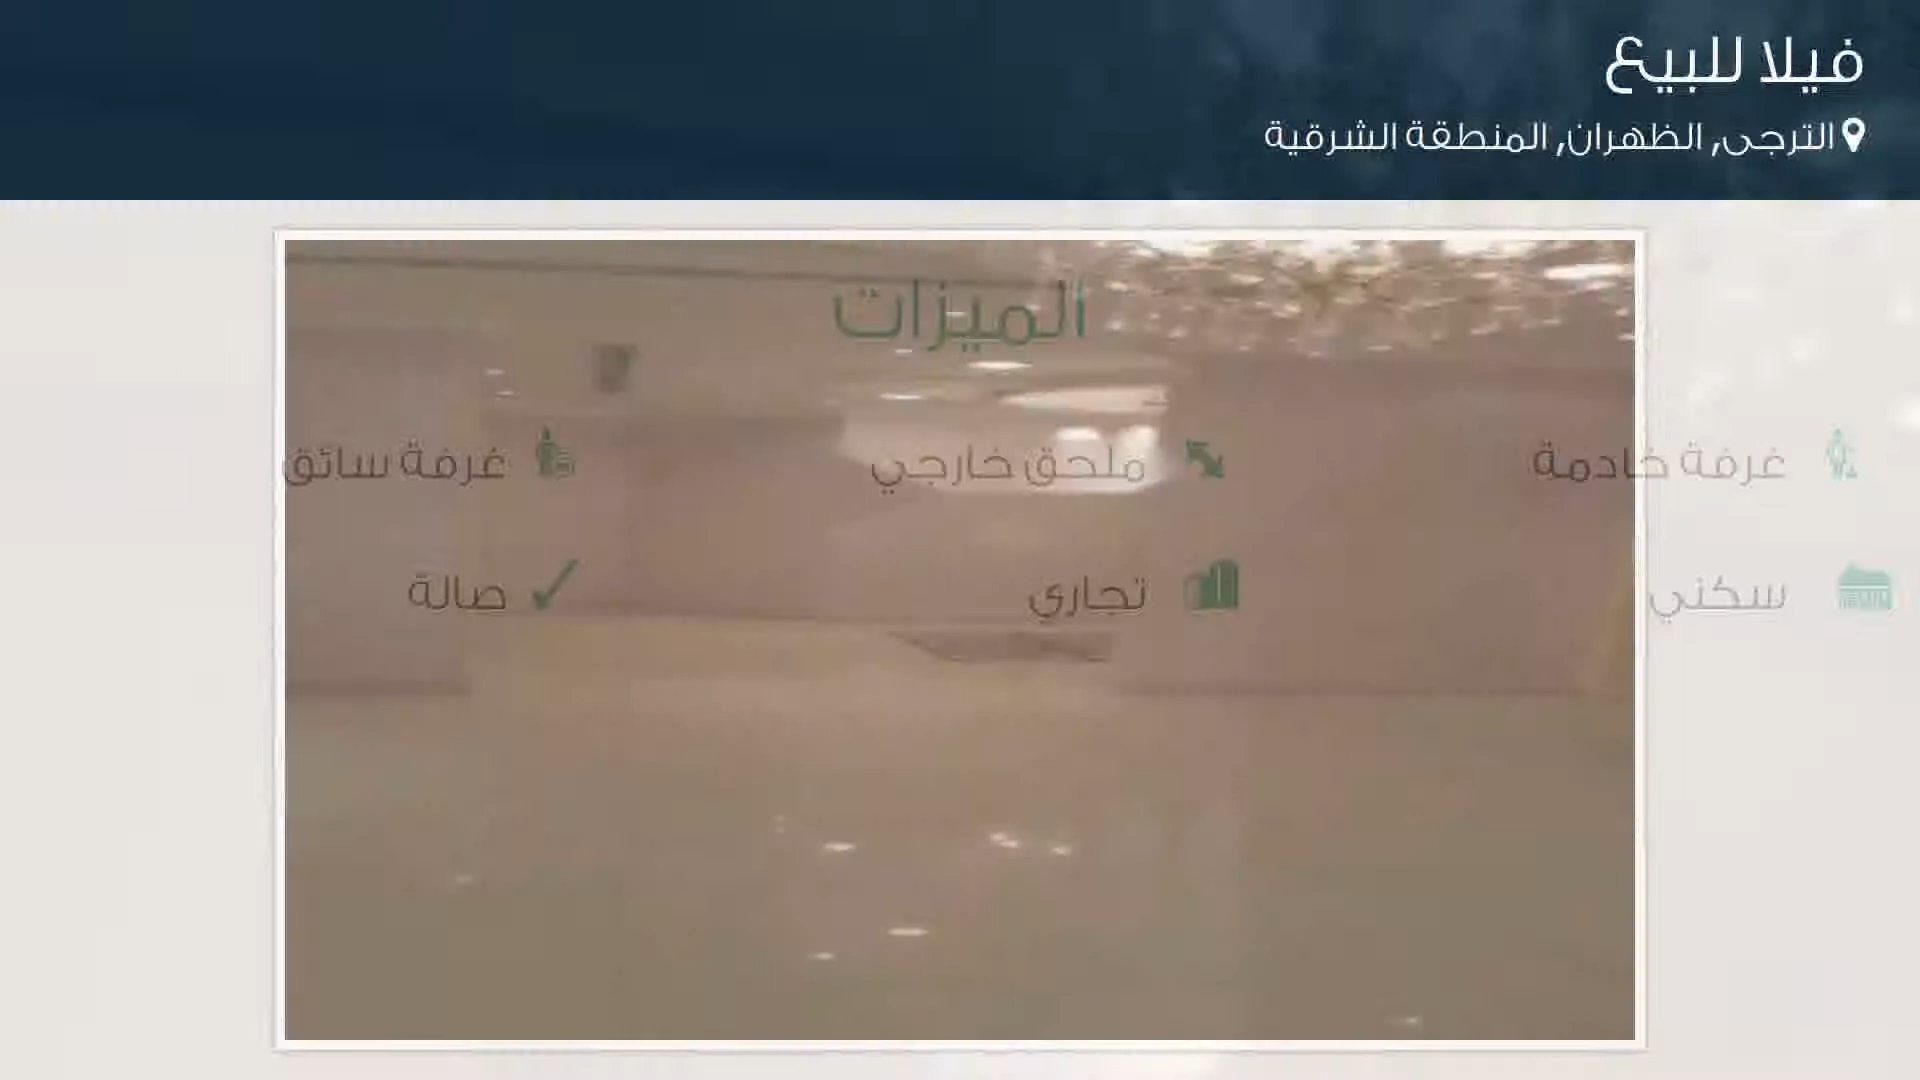 فيلا للبيع
الترجى, الظهران, المنطقة الشرقية
الميزات
غرفة خادمة
ملحق خارجي
غرفة سائق
سكني
تجاري
صالة